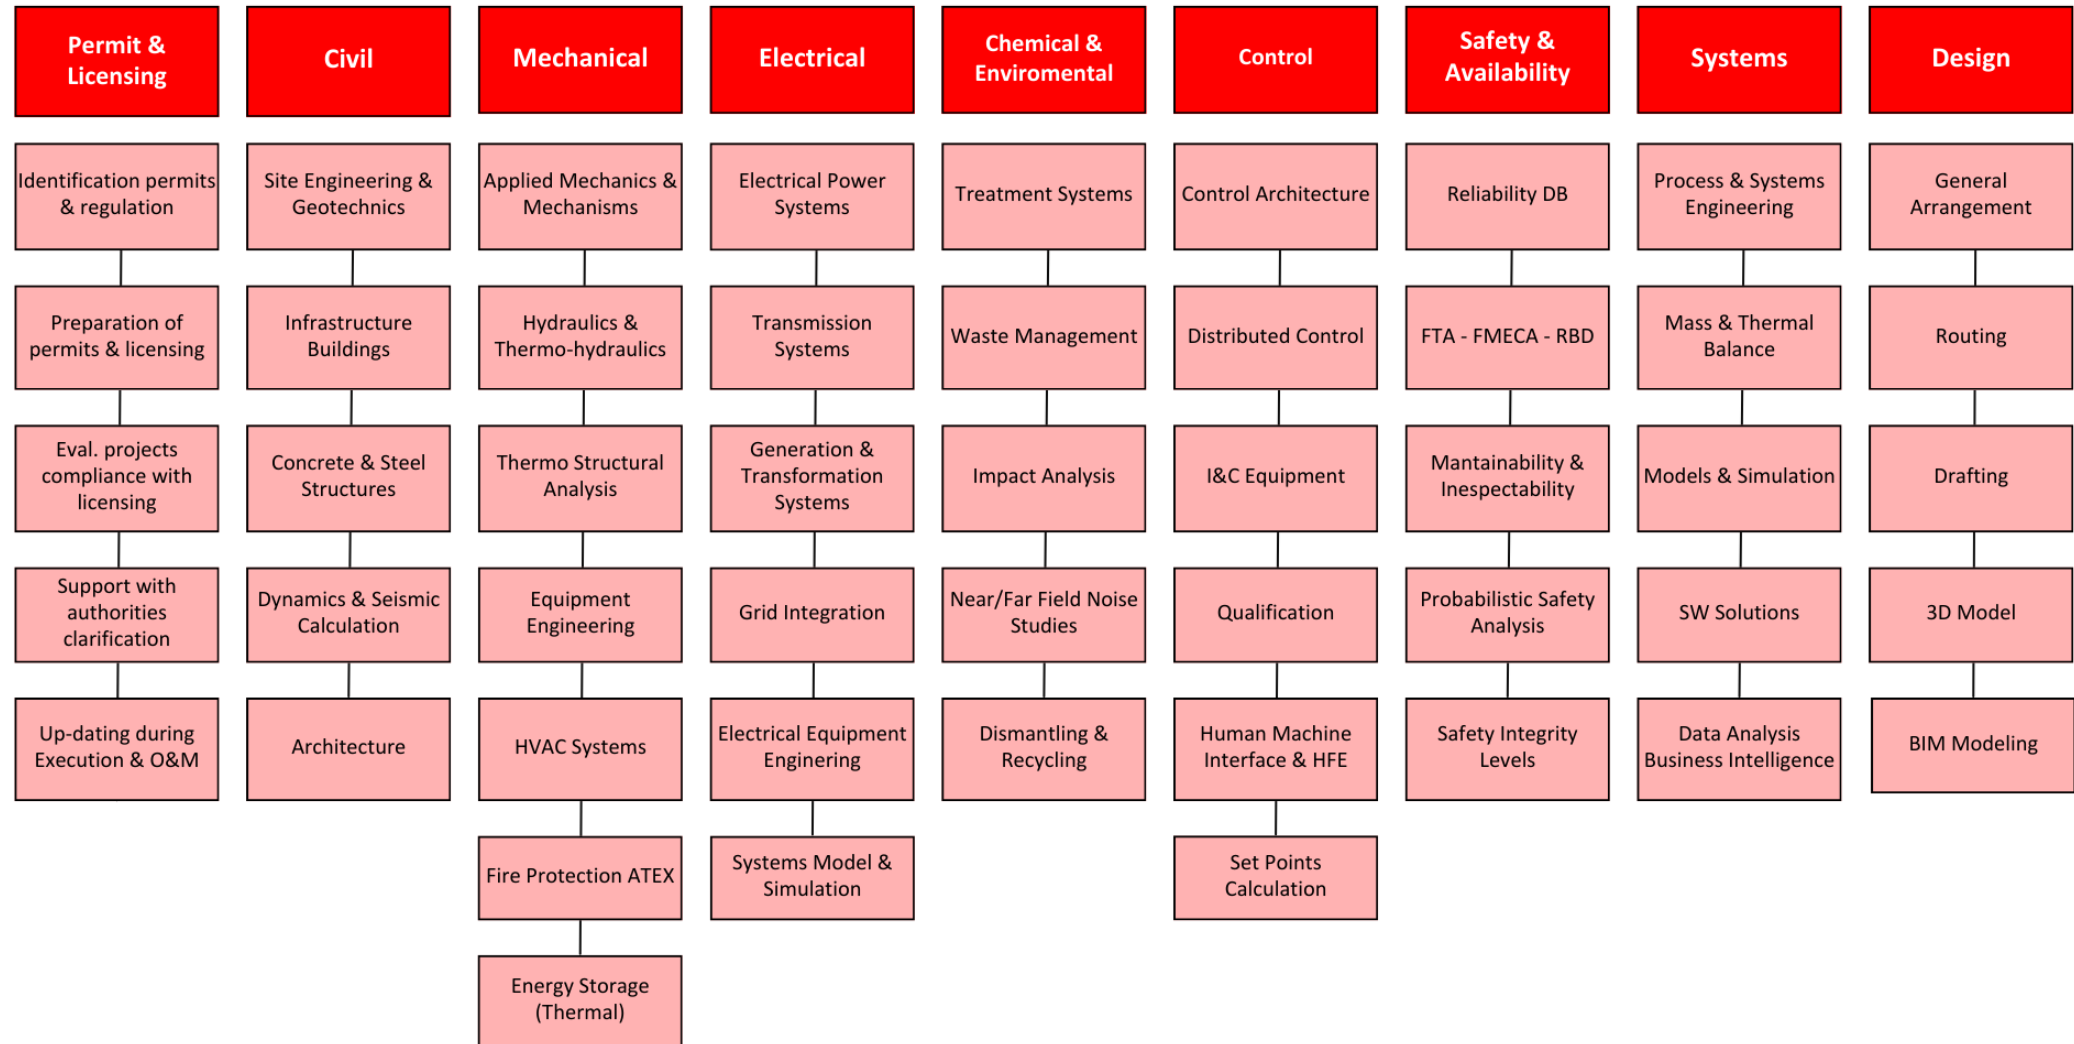 Permit &
Licensing
Civil
Mechanical
Electrical
Chemical &
Enviromental
Control
Safety &
Availability
Systems
Design
Identification permits
& regulation
Preparation of
permits & licensing
Eval. projects
compliance with
licensing
Support with
authorities
clarification
Up-dating during
Execution & O&M
Site Engineering &
Geotechnics
Infrastructure
Buildings
Concrete & Steel
Structures
Dynamics & Seismic
Calculation
Architecture
Applied Mechanics &
Mechanisms
Hydraulics &
Thermo-hydraulics
Thermo Structural
Analysis
Equipment
Engineering
HVAC Systems
Fire Protection ATEX
Energy Storage
(Thermal)
Electrical Power
Systems
Transmission
Systems
Generation &
Transformation
Systems
Grid Integration
Electrical Equipment
Enginering
Systems Model &
Simulation
Treatment Systems
Waste Management
Impact Analysis
Near/Far Field Noise
Studies
Dismantling &
Recycling
Control Architecture
Distributed Control
I&C Equipment
Qualification
Human Machine
Interface & HFE
Set Points
Calculation
Reliability DB
FTA - FMECA - RBD
Mantainability &
Inespectability
Probabilistic Safety
Analysis
Safety Integrity
Levels
Process & Systems
Engineering
Mass & Thermal
Balance
Models & Simulation
SW Solutions
Data Analysis
Business Intelligence
General
Arrangement
Routing
Drafting
3D Model
BIM Modeling